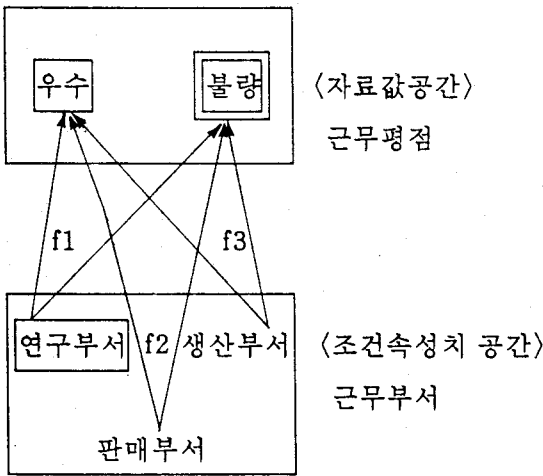 우수
불량
〈자료값공간〉
근무평점
f1
f3
연구부서
f2
생산부서
〈조건속성치 공간〉
근무부서
판매부서